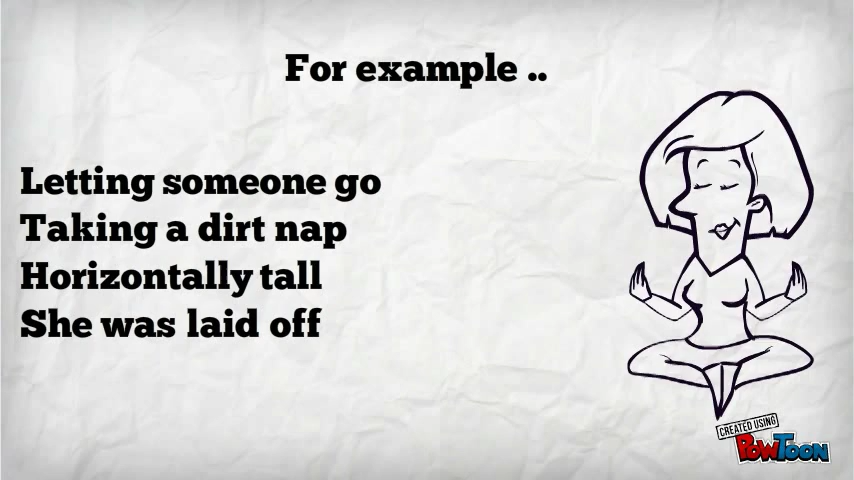 For example ..
Letting someone go
Taking a dirt nap
Horizontally tall
She was laid off
CREATED USING
POWTOON